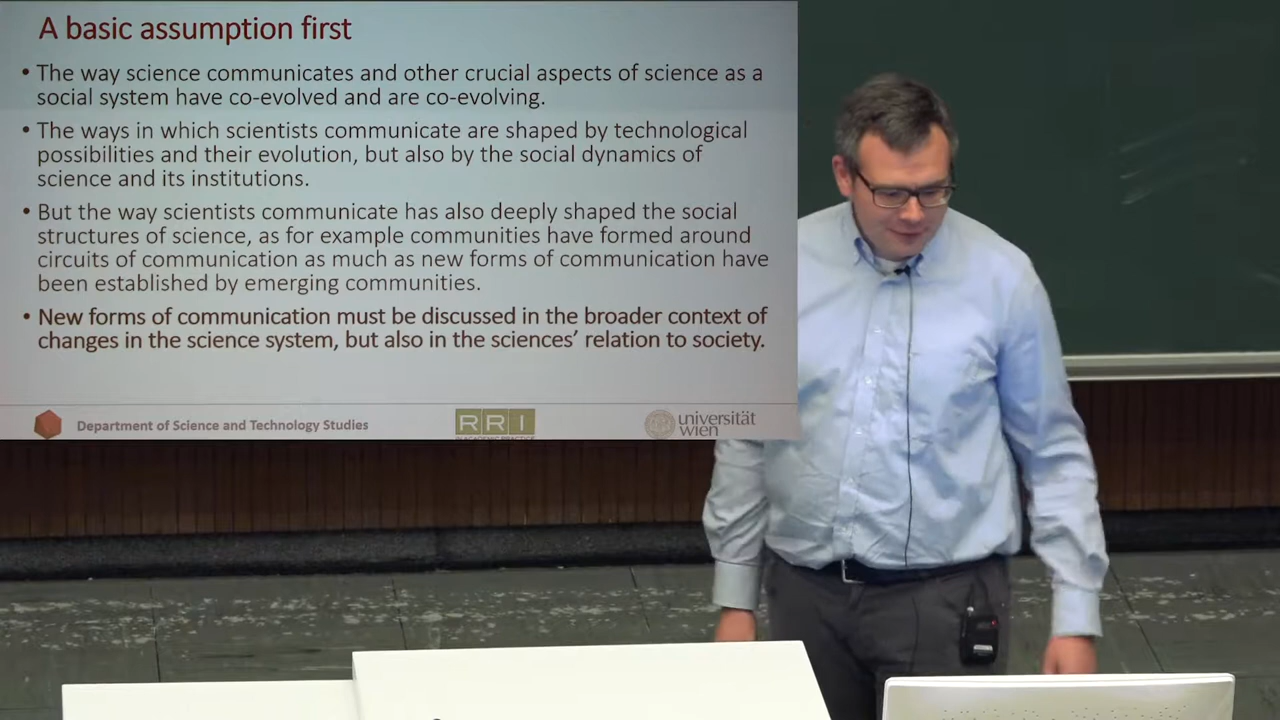 A basic assumption first
• The way science communicates and other crucial aspects of science as a
social system have co-evolved and are co-evolving.
• The ways in which scientists communicate are shaped by technological
possibilities and their evolution, but also by the social dynamics of
science and its institutions.
• But the way scientists communicate has also deeply shaped the social
structures of science, as for example communities have formed around
circuits of communication as much as new forms of communication have
been established by emerging communities.
• New forms of communication must be discussed in the broader context of
changes in the science system, but also in the sciences’ relation to society.
Department of Science and Technology Studies
RRI
IN ACADEMIC PRACTICE
universität
wien